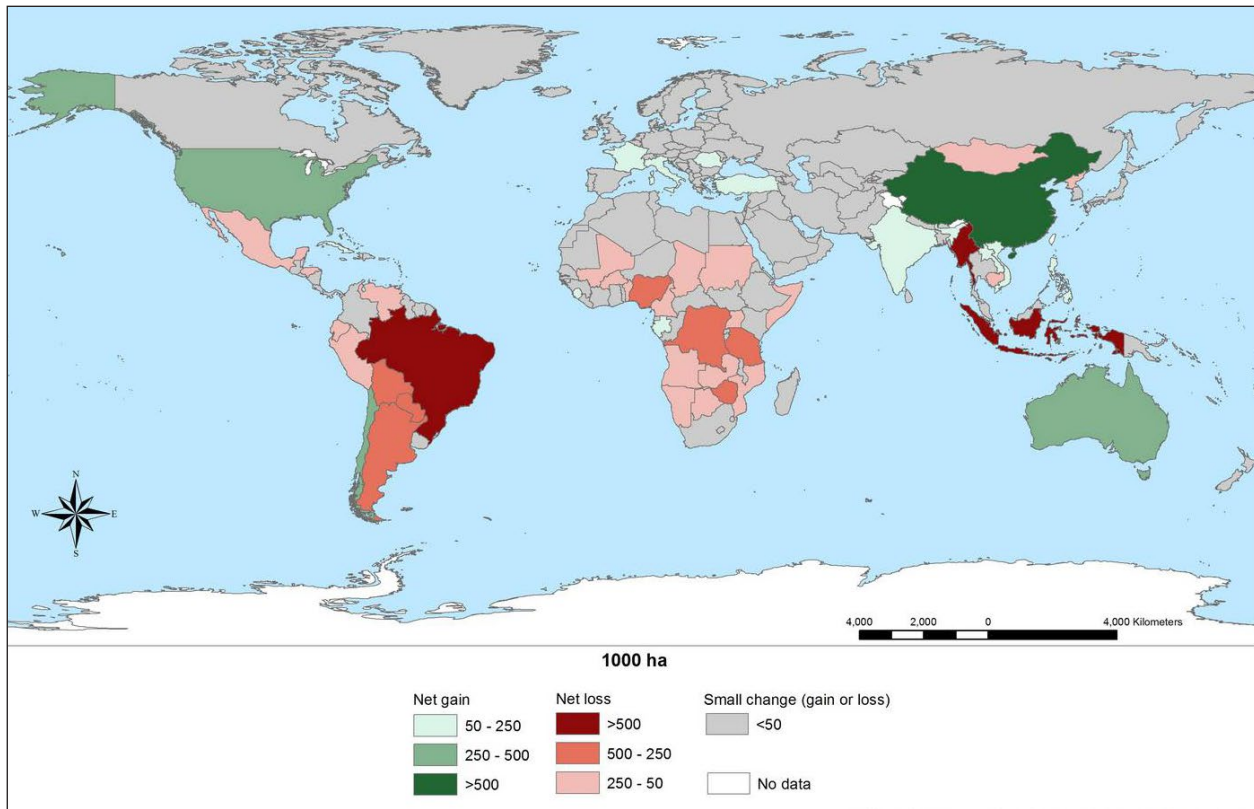 N
W E
S
4,000 2,000 0 4,000 Kilometers
1000 ha
Net gain Net loss Small change (gain or loss)
50 - 250 >500 <50
250 - 500 500 - 250
>500 250 - 50 No data